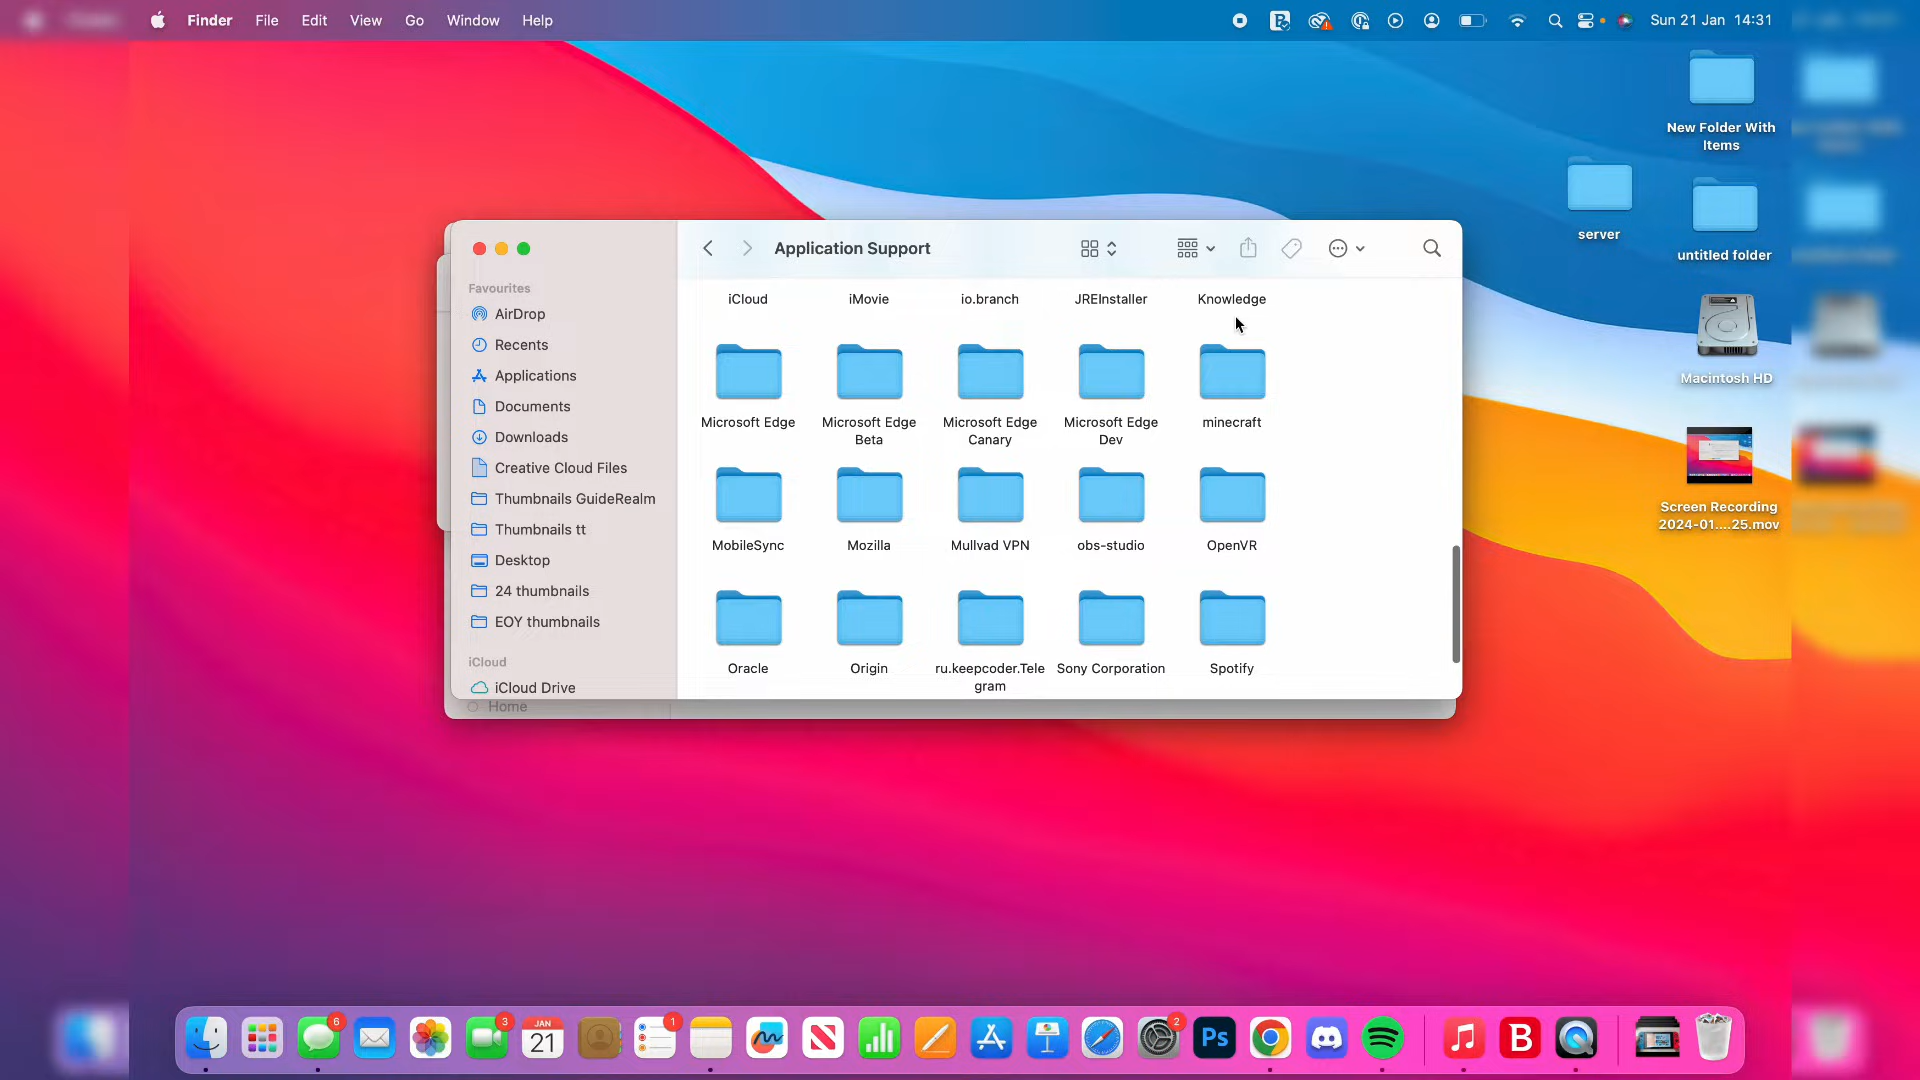 Finder File Edit View Go Window Help
Sun 21 Jan 14:31
New Folder With
Items
server
untitled folder
Macintosh HD
Screen Recording
2024-01....25.mov
Application Support
Favourites
AirDrop
Recents
Applications
Documents
Downloads
Creative Cloud Files
Thumbnails GuideRealm
Thumbnails tt
Desktop
24 thumbnails
EOY thumbnails
iCloud
iCloud Drive
Home
iCloud iMovie io.branch JREInstaller Knowledge
Microsoft Edge Microsoft Edge Microsoft Edge Microsoft Edge minecraft
Beta Canary Dev
MobileSync Mozilla Mullvad VPN obs-studio OpenVR
Oracle Origin ru.keepcoder.Tele Sony Corporation Spotify
gram
6 3 JAN 1 2
21 Ps B